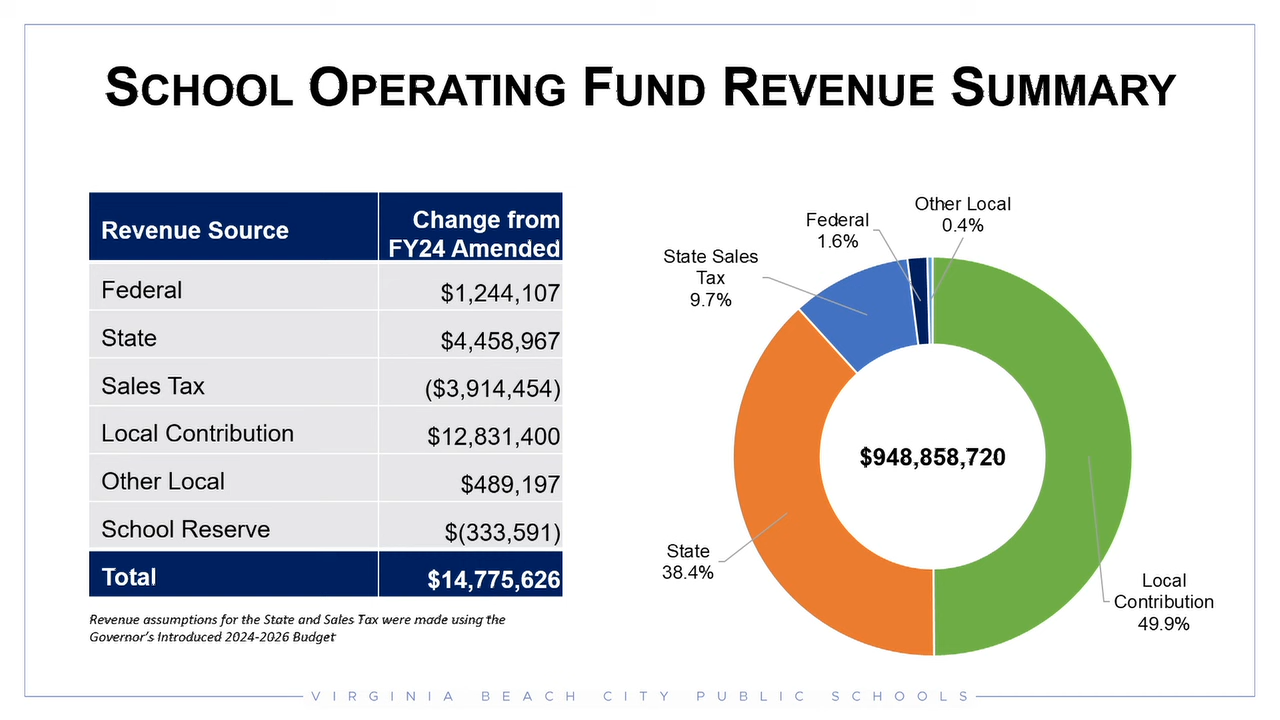 SCHOOL OPERATING FUND REVENUE SUMMARY
Revenue Source
Change from
FY24 Amended
Federal
$1,244,107
State
$4,458,967
Sales Tax
($3,914,454)
Local Contribution
$12,831,400
Other Local
$489,197
School Reserve
$(333,591)
Total
$14,775,626
Revenue assumptions for the State and Sales Tax were made using the
Governor's Introduced 2024-2026 Budget
Other Local
0.4%
Federal
1.6%
State Sales
Tax
9.7%
$948,858,720
State
38.4%
Local
Contribution
49.9%
VIRGINIA BEACH CITY PUBLIC SCHOOLS